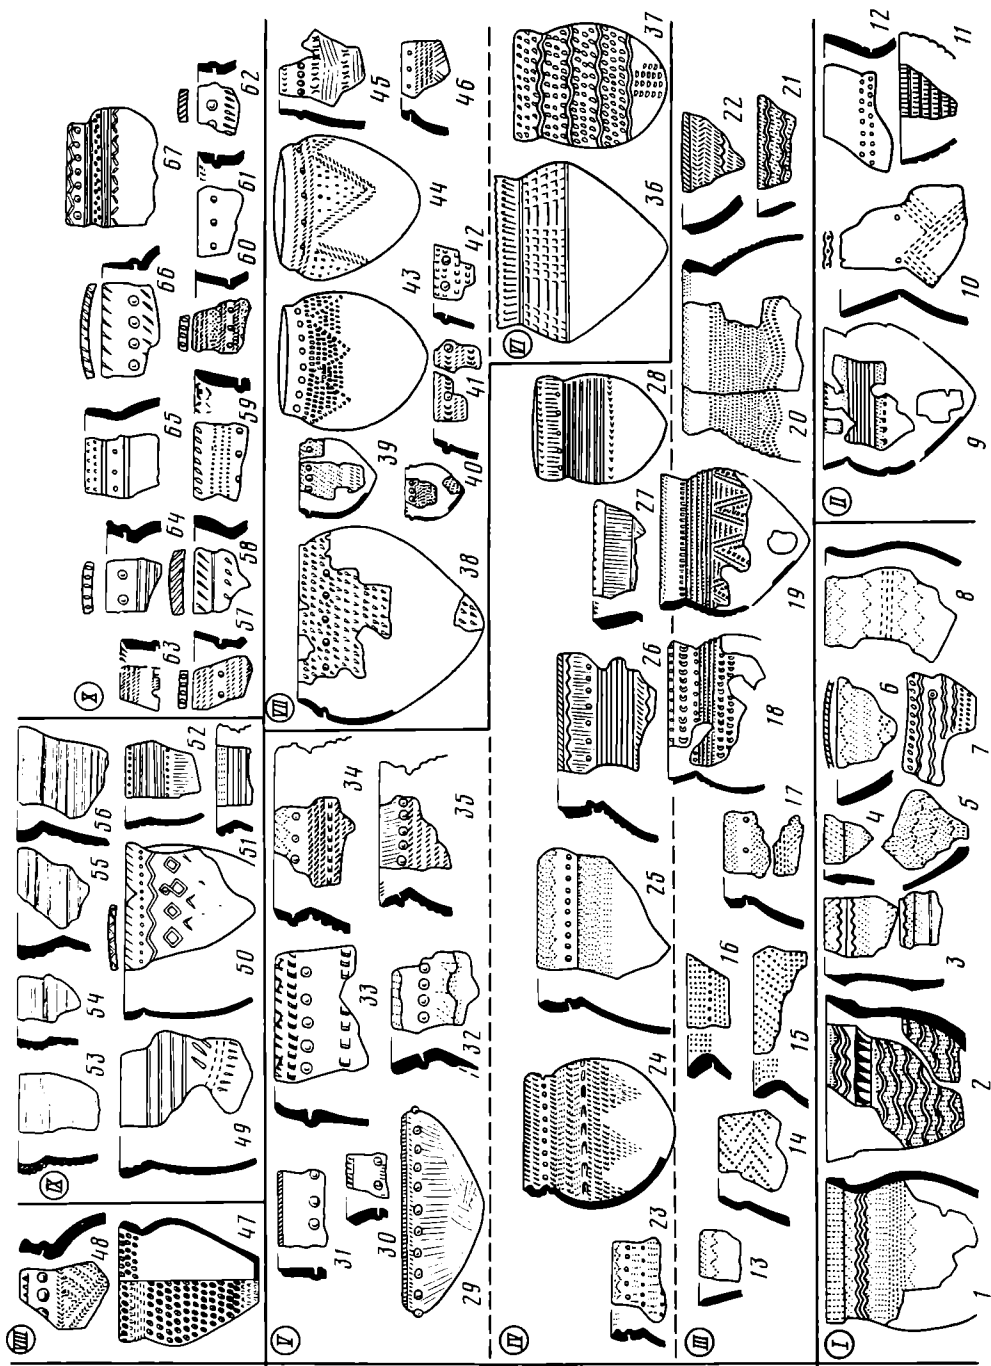 VIII 48 47
IX 53 54 55 56
49 50 51 52
X 63 64 65 66 67
57 58 59 60 61 62
V 31 33 34
30 32 35
29
VII 39 43 44 45
38 40 41 42 46
VI 36 37
IV 24 25 26 27 28
23
III 16 17 18 19 20 22
13 14 15 21
I 3 4 6
1 2 5 7 8
II 10 12
9 11